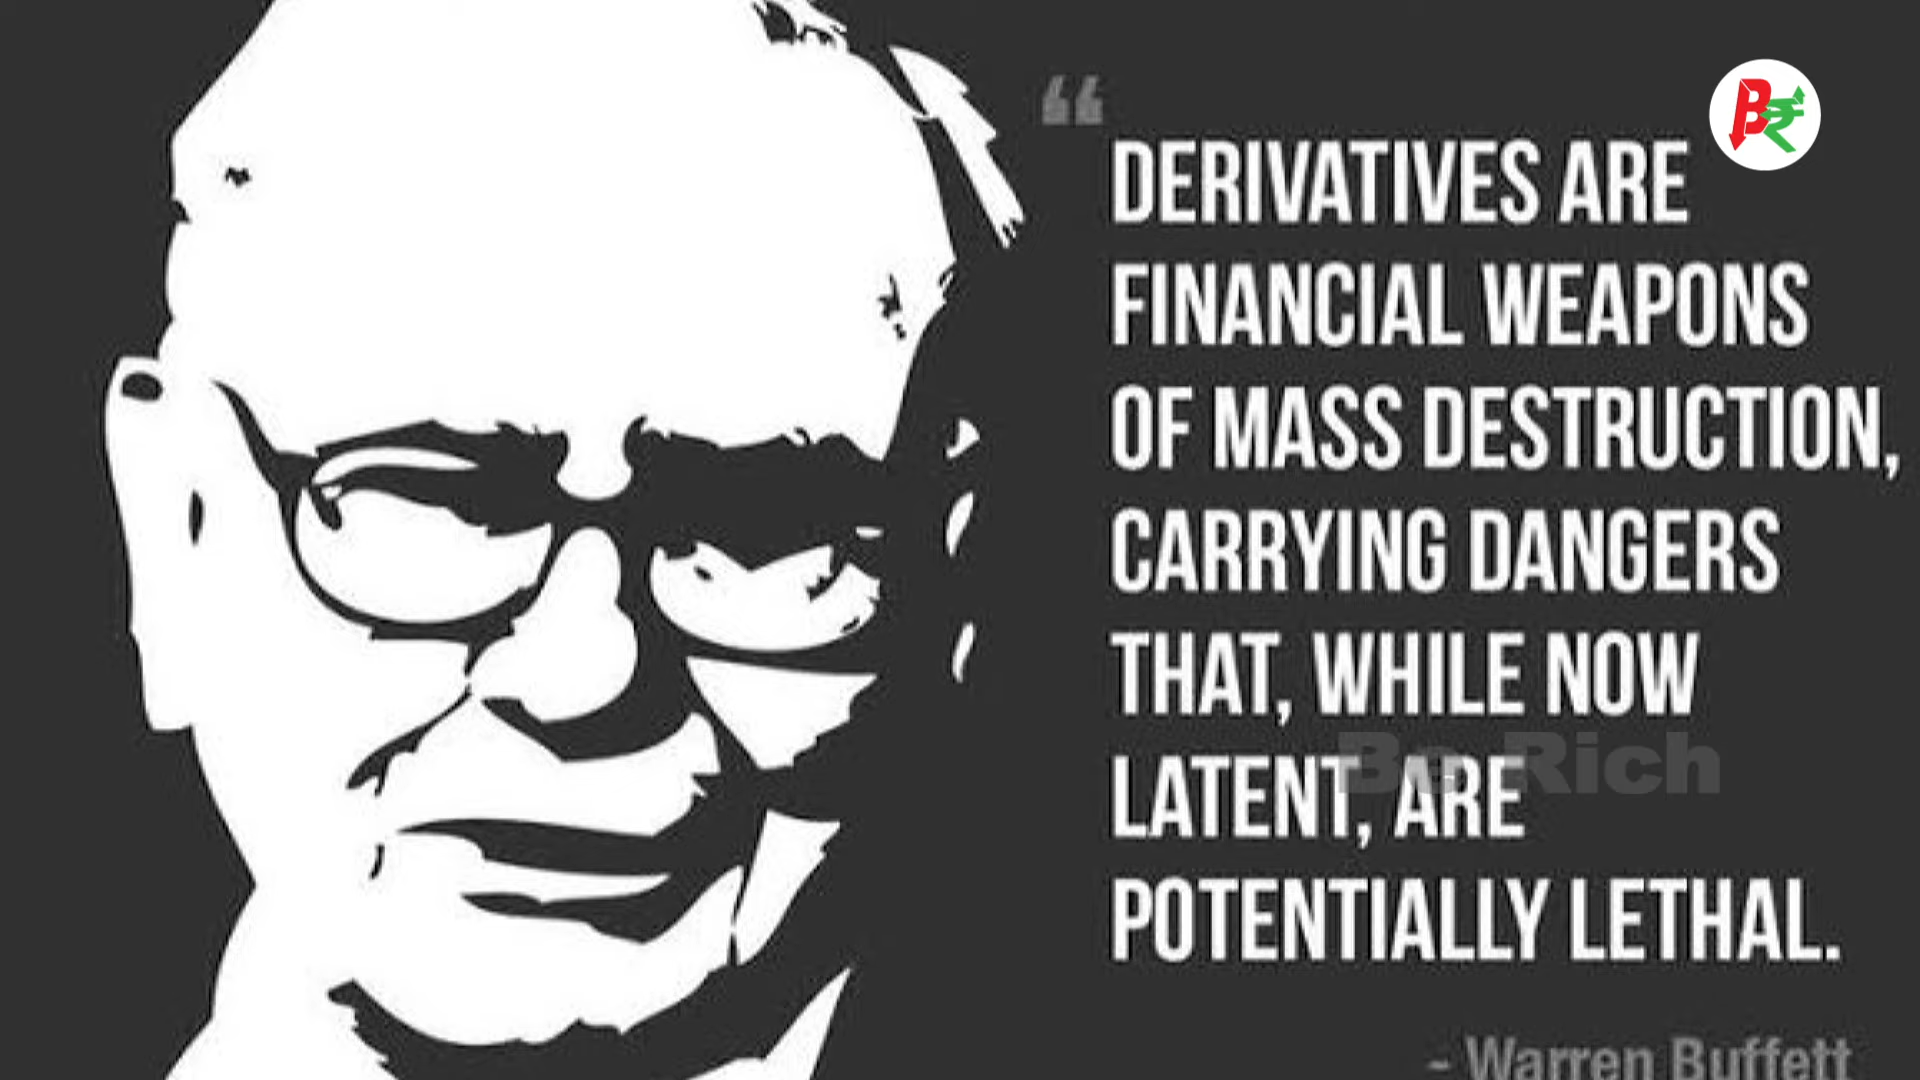 “
DERIVATIVES ARE
FINANCIAL WEAPONS
OF MASS DESTRUCTION,
CARRYING DANGERS
THAT, WHILE NOW
LATENT, ARE
POTENTIALLY LETHAL.
Be Rich
- Warren Buffett